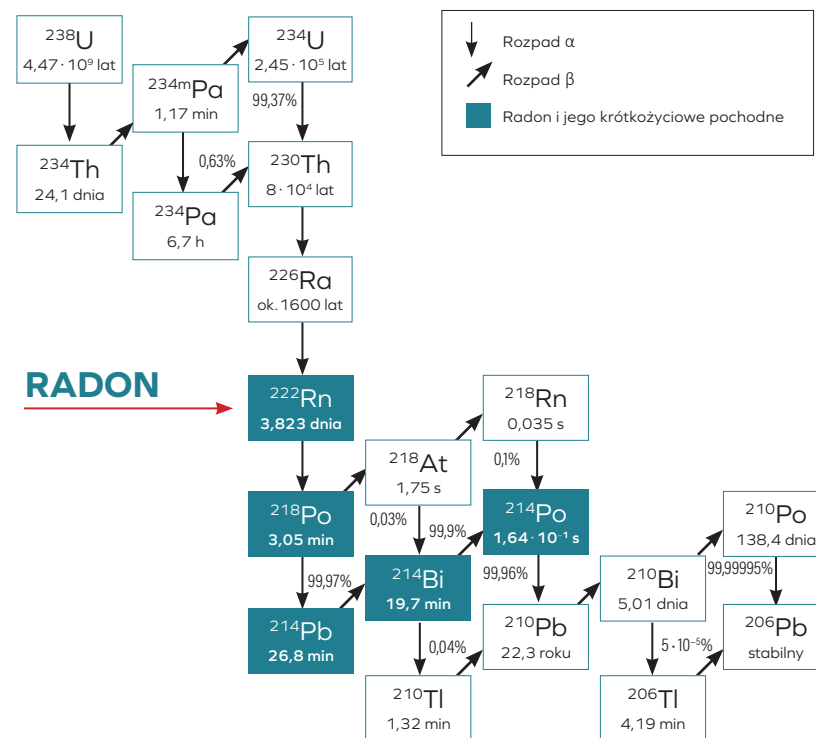 ²³⁸U
4,47 · 10⁹ lat
²³⁴ᵐPa
1,17 min
²³⁴U
2,45 · 10⁵ lat
99,37%
²³⁴Th
24,1 dnia
0,63%
²³⁴Pa
6,7 h
²³⁰Th
8 · 10⁴ lat
²²⁶Ra
ok. 1600 lat
Rozpad α
Rozpad β
Radon i jego krótkożyciowe pochodne
RADON
²²²Rn
3,823 dnia
²¹⁸Rn
0,035 s
²¹⁸At
1,75 s
0,1%
²¹⁸Po
3,05 min
0,03%
99,9%
²¹⁴Po
1,64 · 10⁻¹ s
²¹⁰Po
138,4 dnia
99,97%
²¹⁴Bi
19,7 min
99,96%
²¹⁰Bi
5,01 dnia
99,99995%
²¹⁴Pb
26,8 min
0,04%
²¹⁰Pb
22,3 roku
5 · 10⁻⁵%
²⁰⁶Pb
stabilny
²¹⁰Tl
1,32 min
²⁰⁶Tl
4,19 min